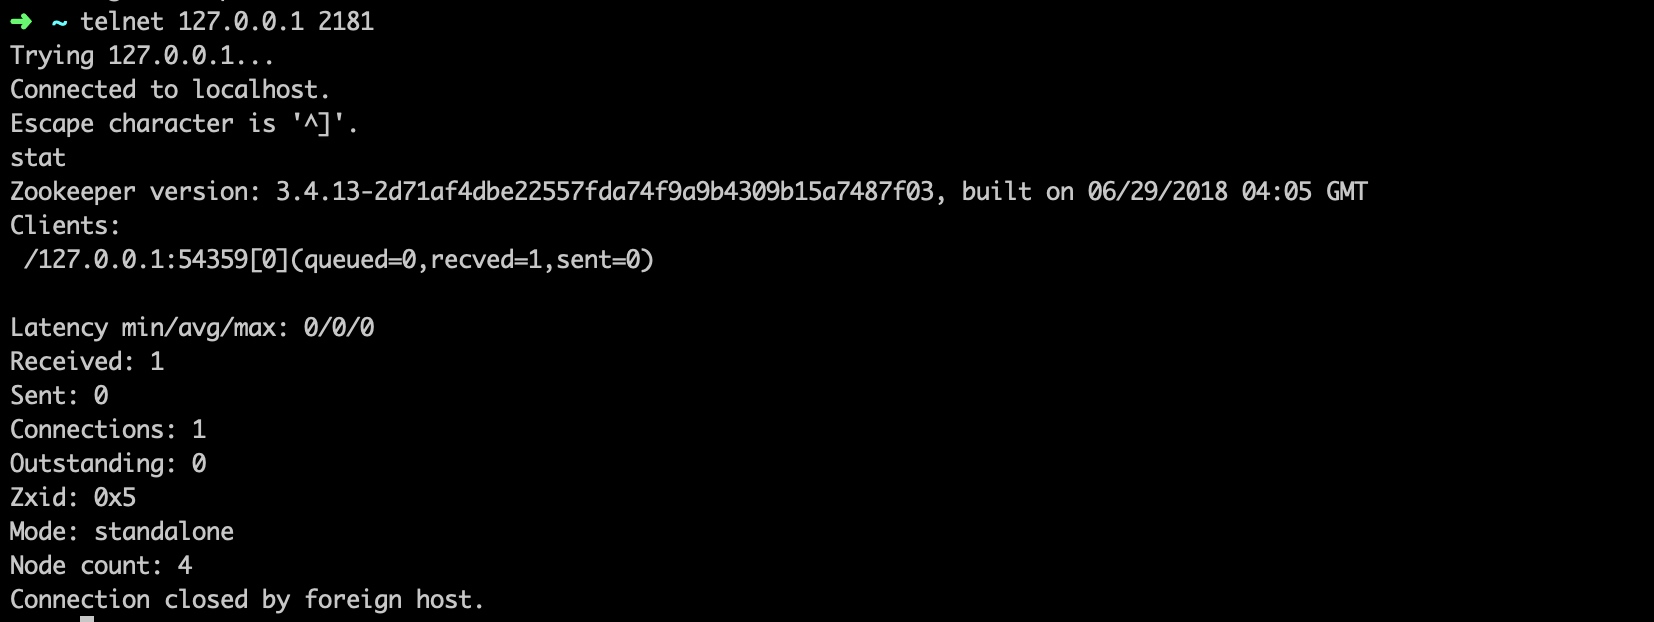 ➜ ~ telnet 127.0.0.1 2181
Trying 127.0.0.1...
Connected to localhost.
Escape character is '^]'.
stat
Zookeeper version: 3.4.13-2d71af4dbe22557fda74f9a9b4309b15a7487f03, built on 06/29/2018 04:05 GMT
Clients:
 /127.0.0.1:54359[0](queued=0,recved=1,sent=0)

Latency min/avg/max: 0/0/0
Received: 1
Sent: 0
Connections: 1
Outstanding: 0
Zxid: 0x5
Mode: standalone
Node count: 4
Connection closed by foreign host.